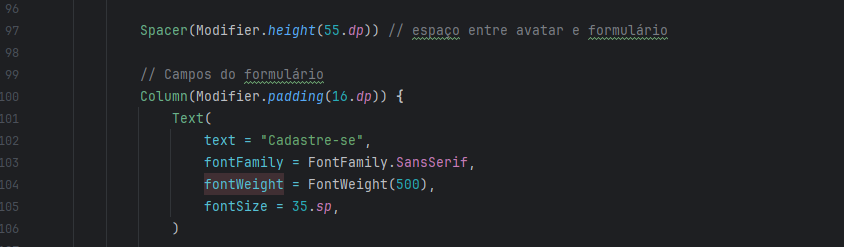 96
97 Spacer(Modifier.height(55.dp)) // espaço entre avatar e formulário
98
99 // Campos do formulário
100 Column(Modifier.padding(16.dp)) {
101 Text(
102 text = "Cadastre-se",
103 fontFamily = FontFamily.SansSerif,
104 fontWeight = FontWeight(500),
105 fontSize = 35.sp,
106 )